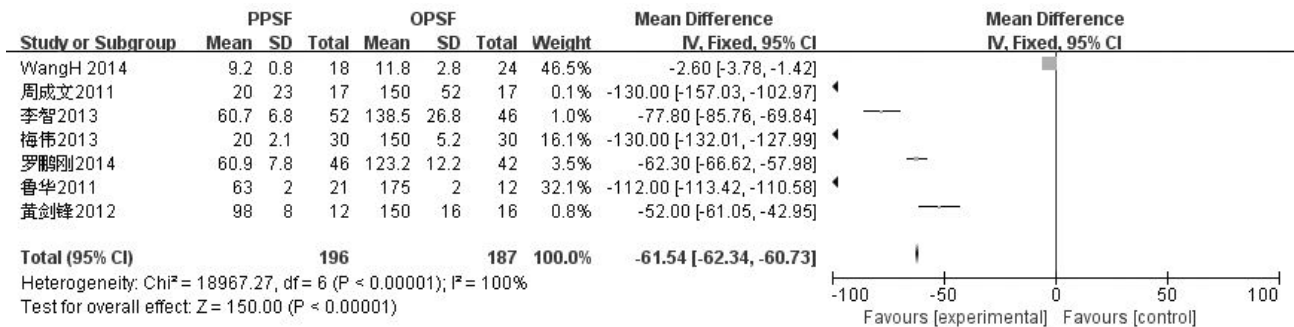 PPSF OPSF Mean Difference Mean Difference
Study or Subgroup Mean SD Total Mean SD Total Weight IV, Fixed, 95% CI IV, Fixed, 95% CI
WangH 2014 9.2 0.8 18 11.8 2.8 24 46.5% -2.60 [-3.78, -1.42]
周成文2011 20 23 17 150 52 17 0.1% -130.00 [-157.03, -102.97]
李智2013 60.7 6.8 52 138.5 26.8 46 1.0% -77.80 [-85.76, -69.84]
梅伟2013 20 2.1 30 150 5.2 30 16.1% -130.00 [-132.01, -127.99]
罗鹏刚2014 60.9 7.8 46 123.2 12.2 42 3.5% -62.30 [-66.62, -57.98]
鲁华2011 63 2 21 175 2 12 32.1% -112.00 [-113.42, -110.58]
黄剑锋2012 98 8 12 150 16 16 0.8% -52.00 [-61.05, -42.95]
Total (95% CI) 196 187 100.0% -61.54 [-62.34, -60.73]
Heterogeneity: Chi² = 18967.27, df = 6 (P < 0.00001); I² = 100%
Test for overall effect: Z = 150.00 (P < 0.00001)
-100 -50 0 50 100
Favours [experimental] Favours [control]